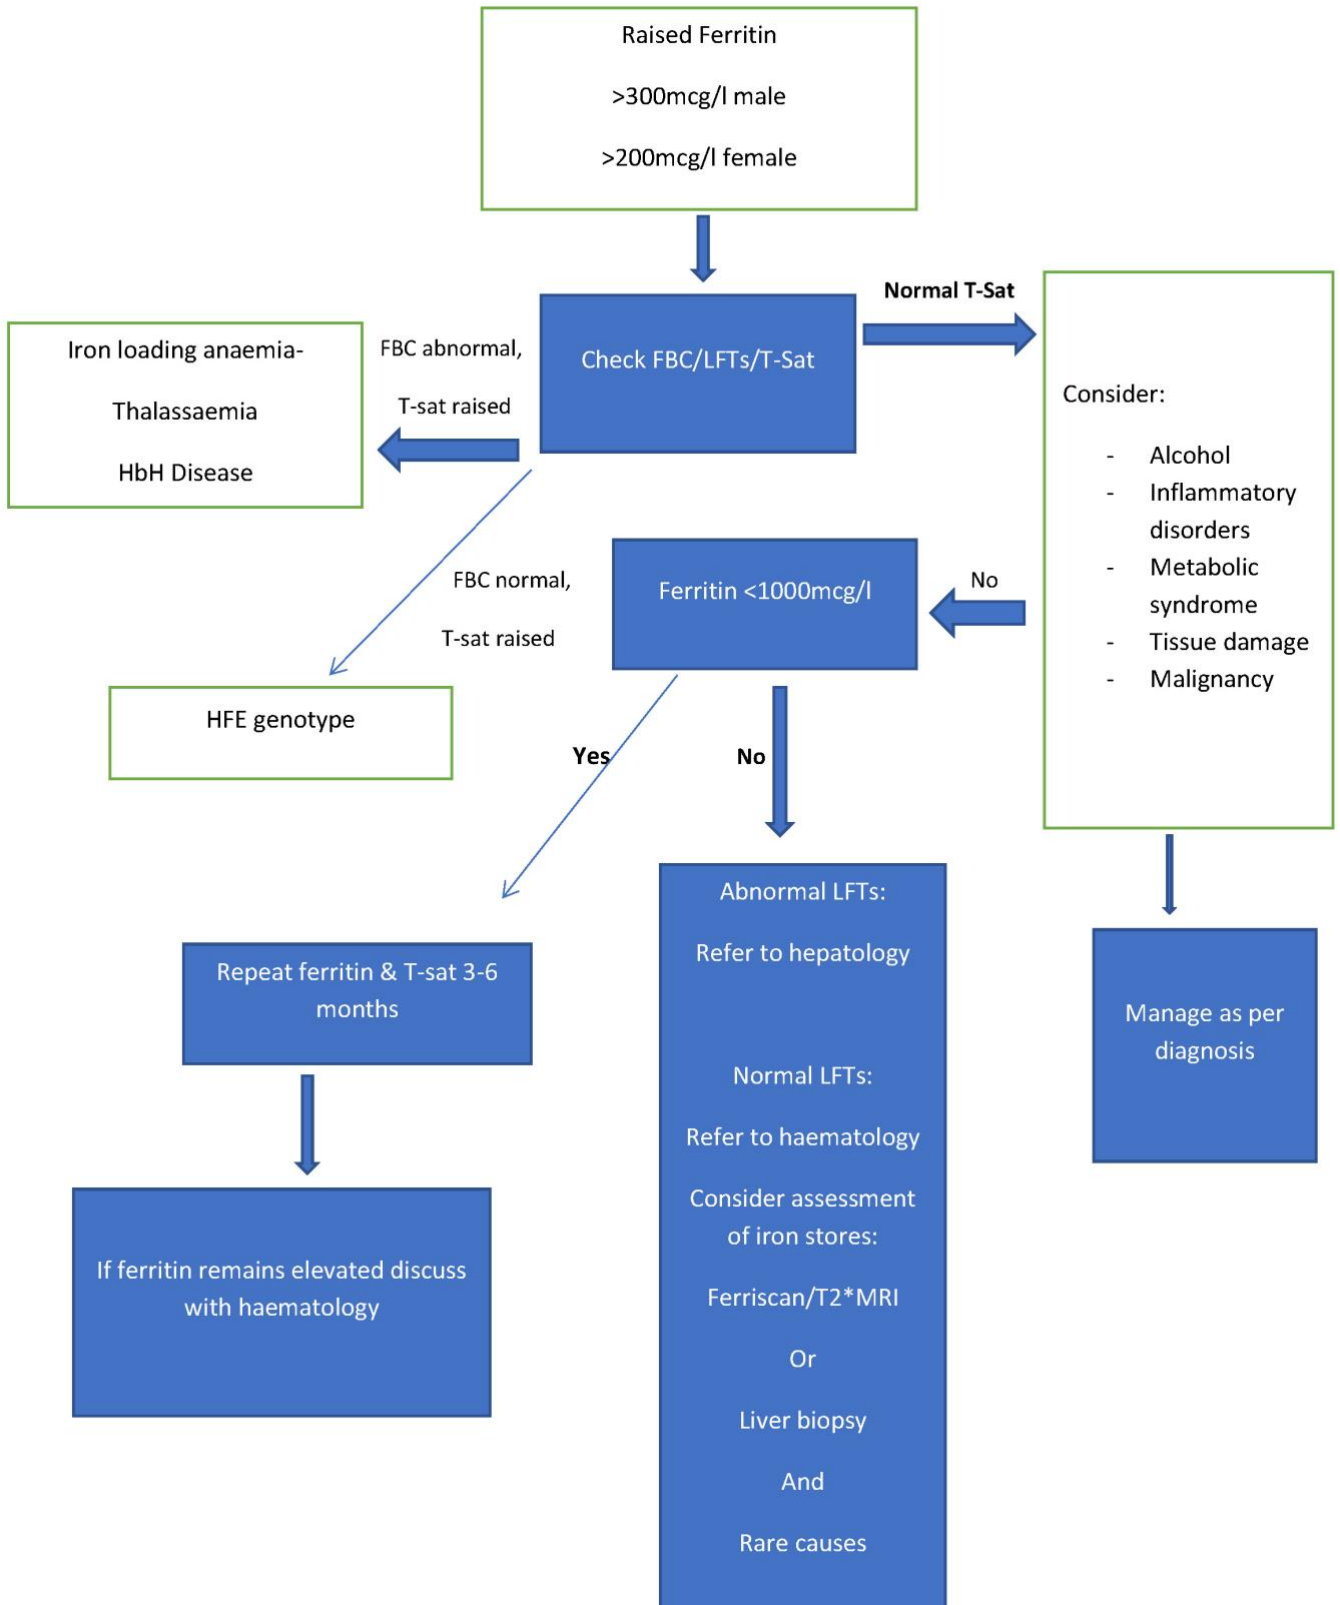 Raised Ferritin
>300mcg/l male
>200mcg/l female
Check FBC/LFTs/T-Sat
Normal T-Sat
Consider:
- Alcohol
- Inflammatory
disorders
- Metabolic
syndrome
- Tissue damage
- Malignancy
FBC abnormal,
T-sat raised
Iron loading anaemia-
Thalassaemia
HbH Disease
FBC normal,
T-sat raised
HFE genotype
No
Ferritin <1000mcg/l
Yes
No
Repeat ferritin & T-sat 3-6
months
If ferritin remains elevated discuss
with haematology
Abnormal LFTs:
Refer to hepatology
Normal LFTs:
Refer to haematology
Consider assessment
of iron stores:
Ferriscan/T2*MRI
Or
Liver biopsy
And
Rare causes
Manage as per
diagnosis